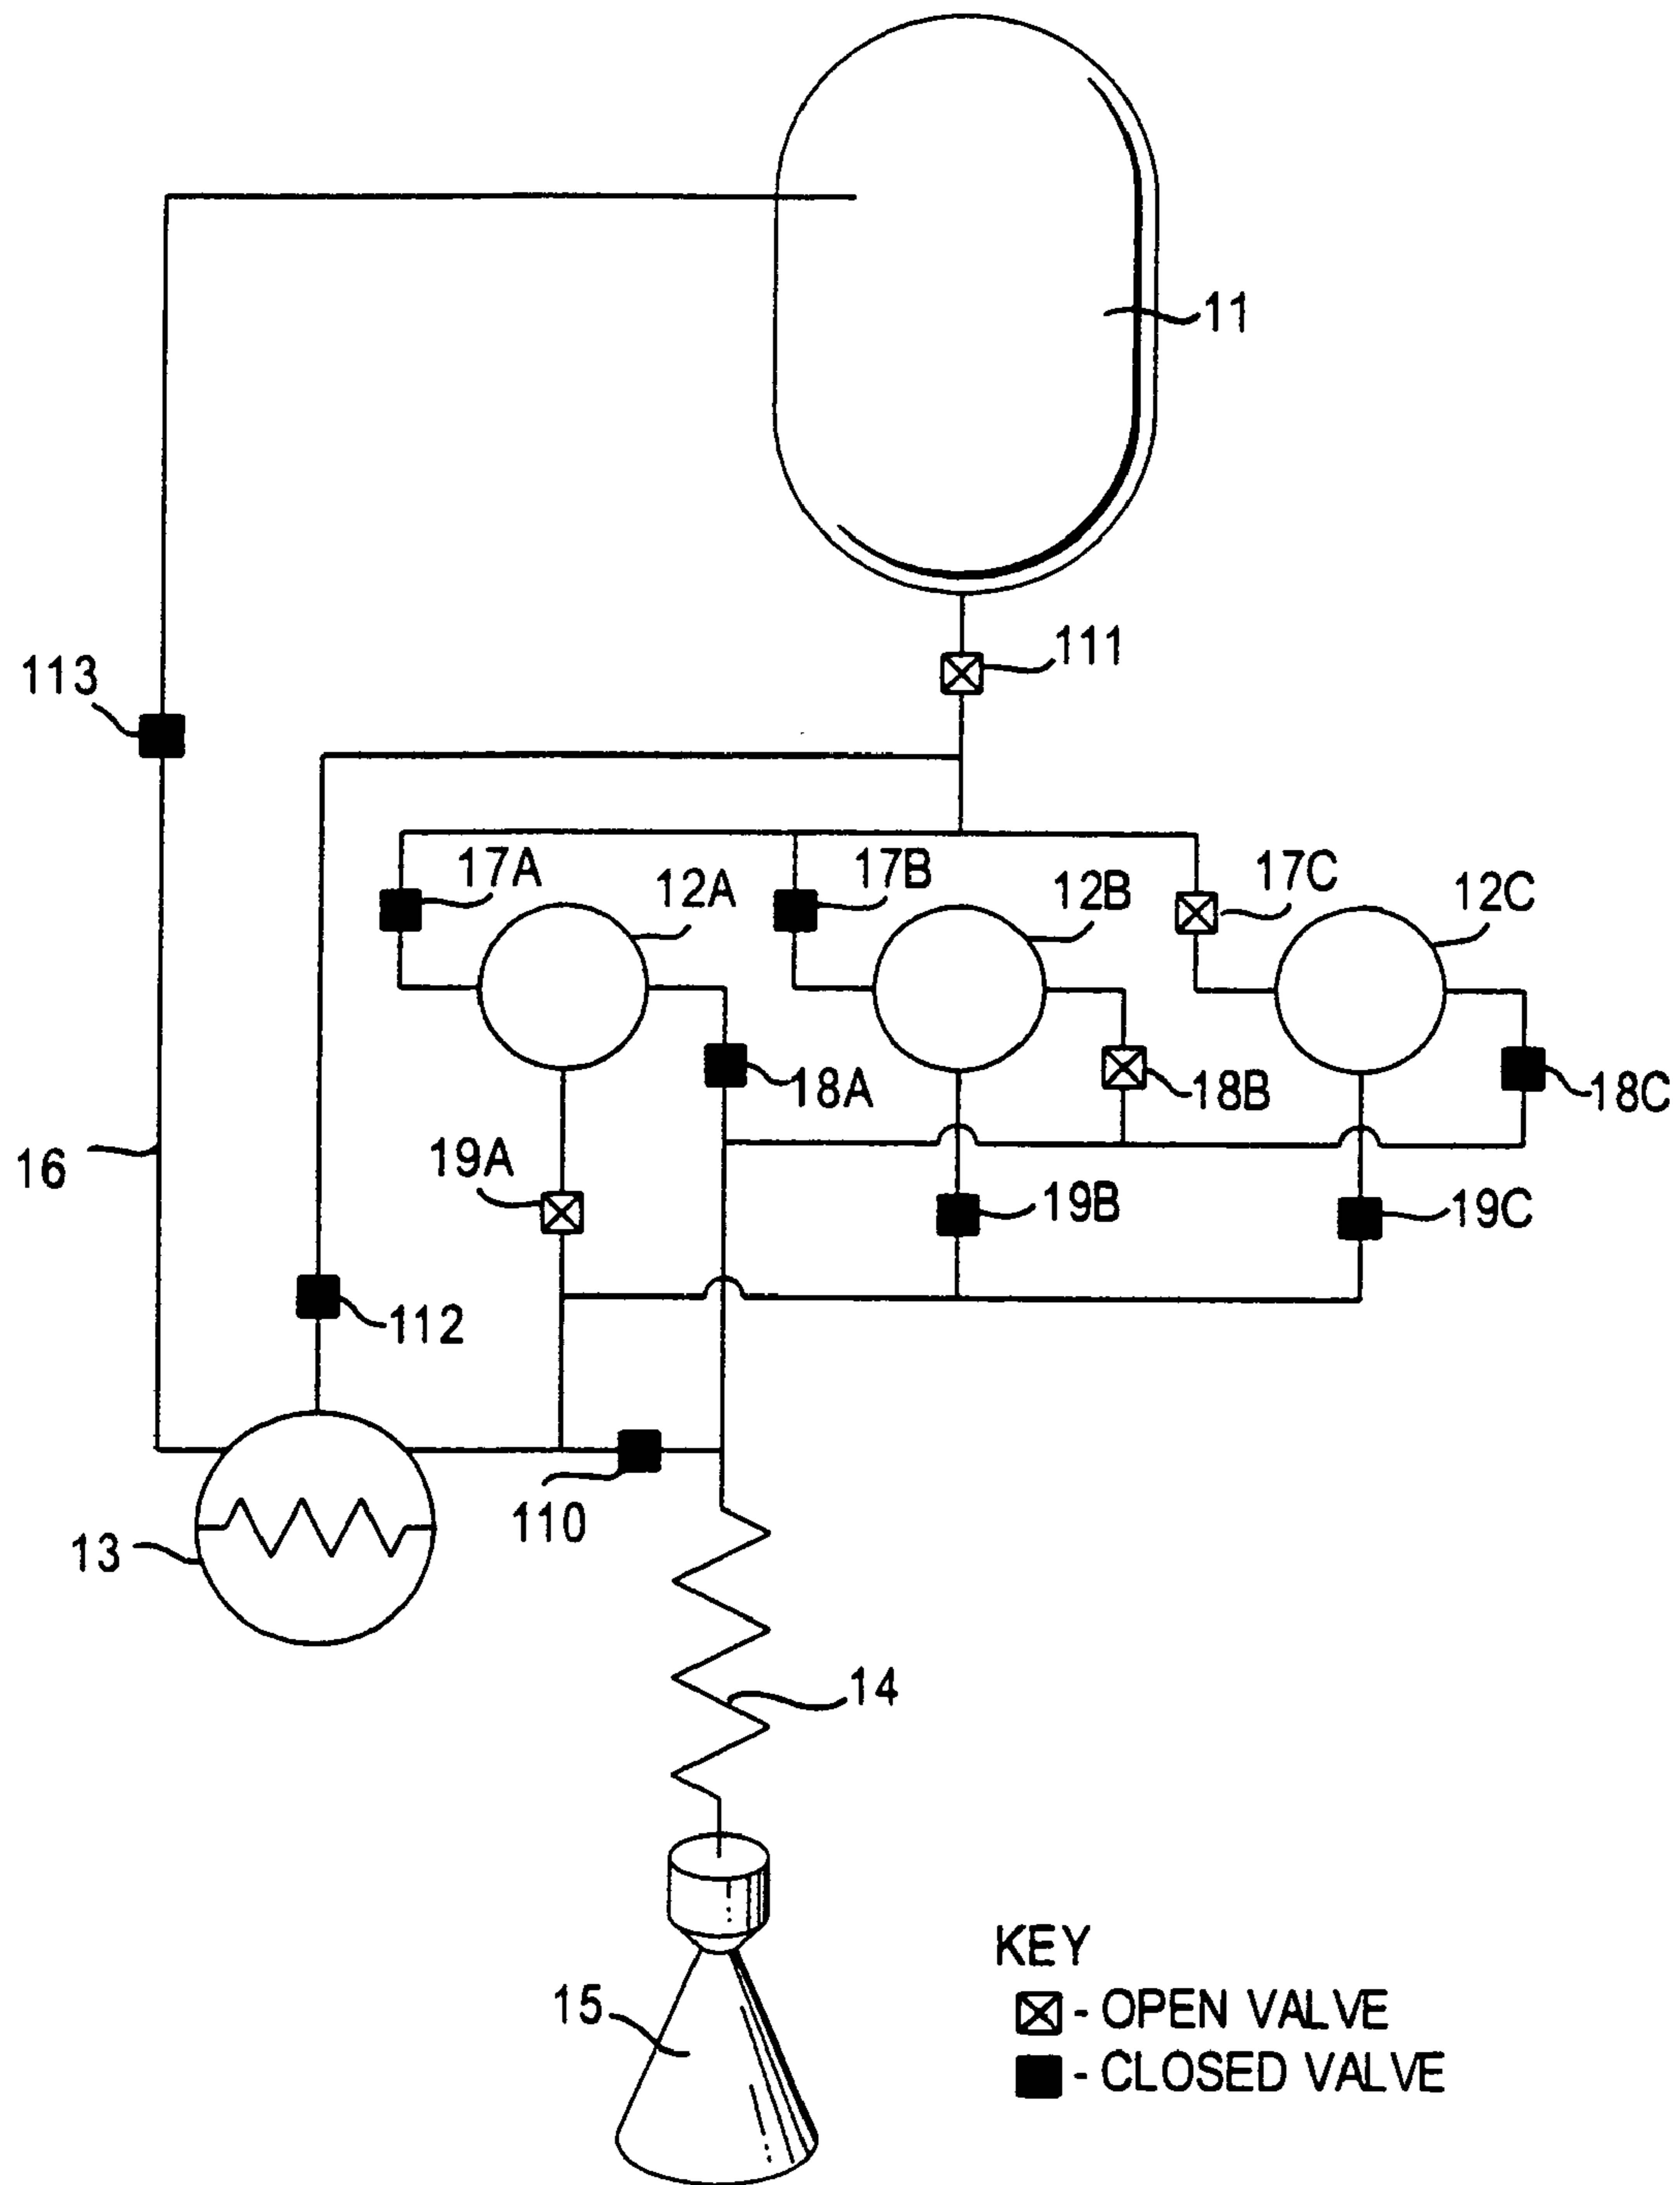 11
111
113
17A
12A
17B
12B
17C
12C
18A
18B
18C
16
19A
19B
19C
112
110
13
14
15
KEY
- OPEN VALVE
- CLOSED VALVE